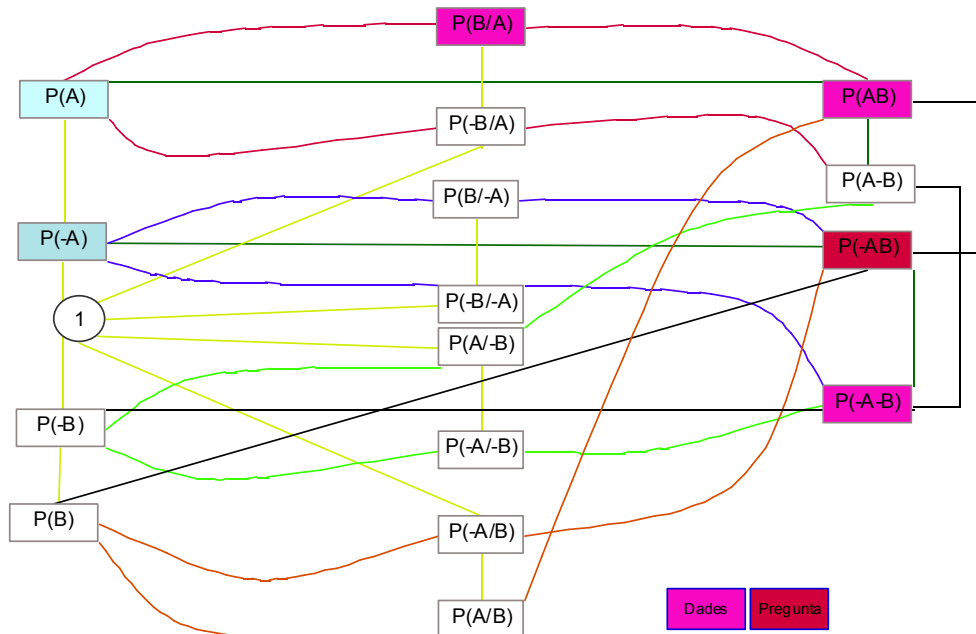 P(B/A)
P(A)
P(AB)
P(-B/A)
P(A-B)
P(B/-A)
P(-A)
P(-AB)
P(-B/-A)
1
P(A/-B)
P(-A-B)
P(-B)
P(-A/-B)
P(B)
P(-A/B)
P(A/B)
Dades
Pregunta